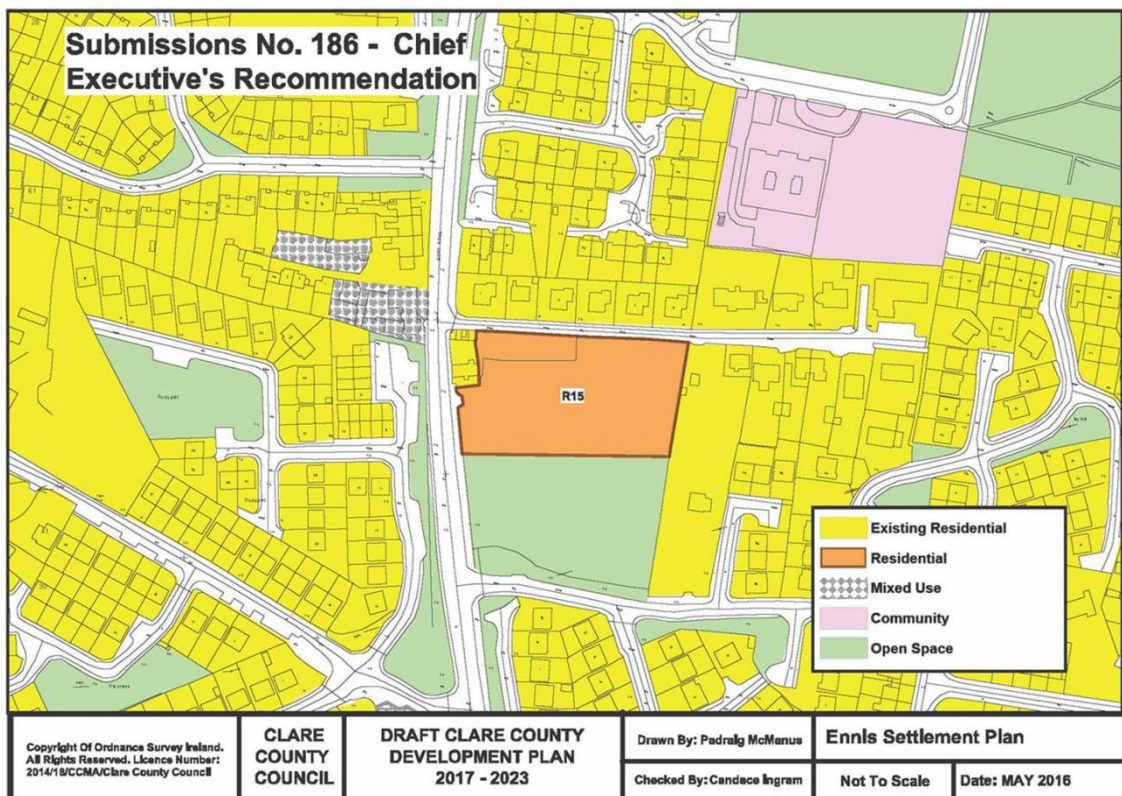 Submissions No. 186 - Chief
Executive's Recommendation
R15
Existing Residential
Residential
Mixed Use
Community
Open Space
Copyright Of Ordnance Survey Ireland.
All Rights Reserved. Licence Number:
2014/18/CCMA/Clare County Council
CLARE
COUNTY
COUNCIL
DRAFT CLARE COUNTY
DEVELOPMENT PLAN
2017 - 2023
Drawn By: Padraig McManus
Checked By: Candace Ingram
Ennis Settlement Plan
Not To Scale
Date: MAY 2016